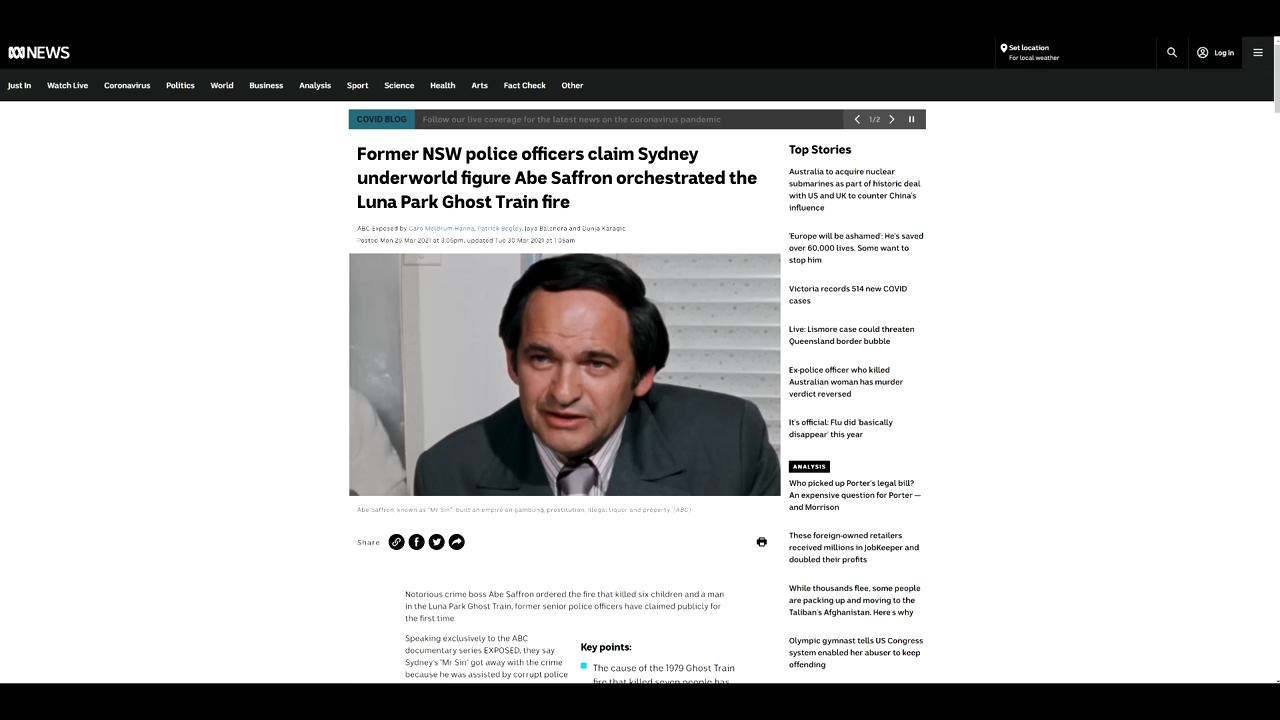 NEWS
Set location
For local weather
Log In
Just In Watch Live Coronavirus Politics World Business Analysis Sport Science Health Arts Fact Check Other
COVID BLOG Follow our live coverage for the latest news on the coronavirus pandemic 1/2
Former NSW police officers claim Sydney
underworld figure Abe Saffron orchestrated the
Luna Park Ghost Train fire
ABC Exposed by Caro Meldrum-Hanna, Patrick Begley, Jaya Balendra and Dunja Karagic
Posted Mon 29 Mar 2021 at 3:05pm, updated Tue 30 Mar 2021 at 1:08am
Abe Saffron, known as "Mr Sin", built an empire on gambling, prostitution, illegal liquor and property. (ABC)
Share
Notorious crime boss Abe Saffron ordered the fire that killed six children and a man
in the Luna Park Ghost Train, former senior police officers have claimed publicly for
the first time.
Speaking exclusively to the ABC
documentary series EXPOSED, they say
Sydney's "Mr Sin" got away with the crime
because he was assisted by corrupt police
Key points:
The cause of the 1979 Ghost Train
fire that killed seven people has
Top Stories
Australia to acquire nuclear
submarines as part of historic deal
with US and UK to counter China's
influence
'Europe will be ashamed': He's saved
over 60,000 lives. Some want to
stop him
Victoria records 514 new COVID
cases
Live: Lismore case could threaten
Queensland border bubble
Ex-police officer who killed
Australian woman has murder
verdict reversed
It's official: Flu did 'basically
disappear' this year
ANALYSIS
Who picked up Porter's legal bill?
An expensive question for Porter —
and Morrison
These foreign-owned retailers
received millions in JobKeeper and
doubled their profits
While thousands flee, some people
are packing up and moving to the
Taliban's Afghanistan. Here's why
Olympic gymnast tells US Congress
system enabled her abuser to keep
offending